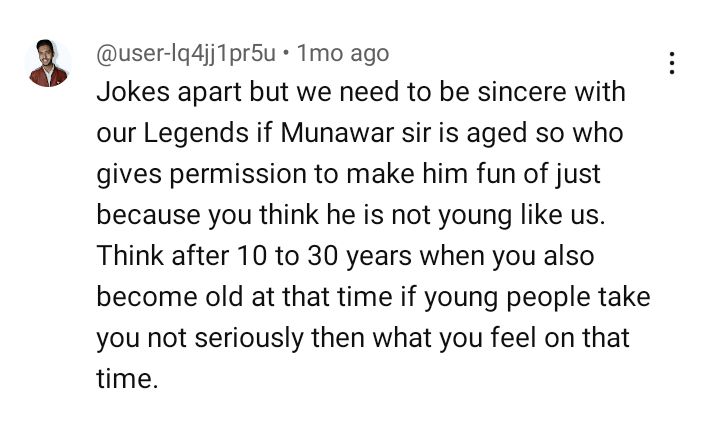 @user-lq4jj1pr5u • 1mo ago
Jokes apart but we need to be sincere with
our Legends if Munawar sir is aged so who
gives permission to make him fun of just
because you think he is not young like us.
Think after 10 to 30 years when you also
become old at that time if young people take
you not seriously then what you feel on that
time.